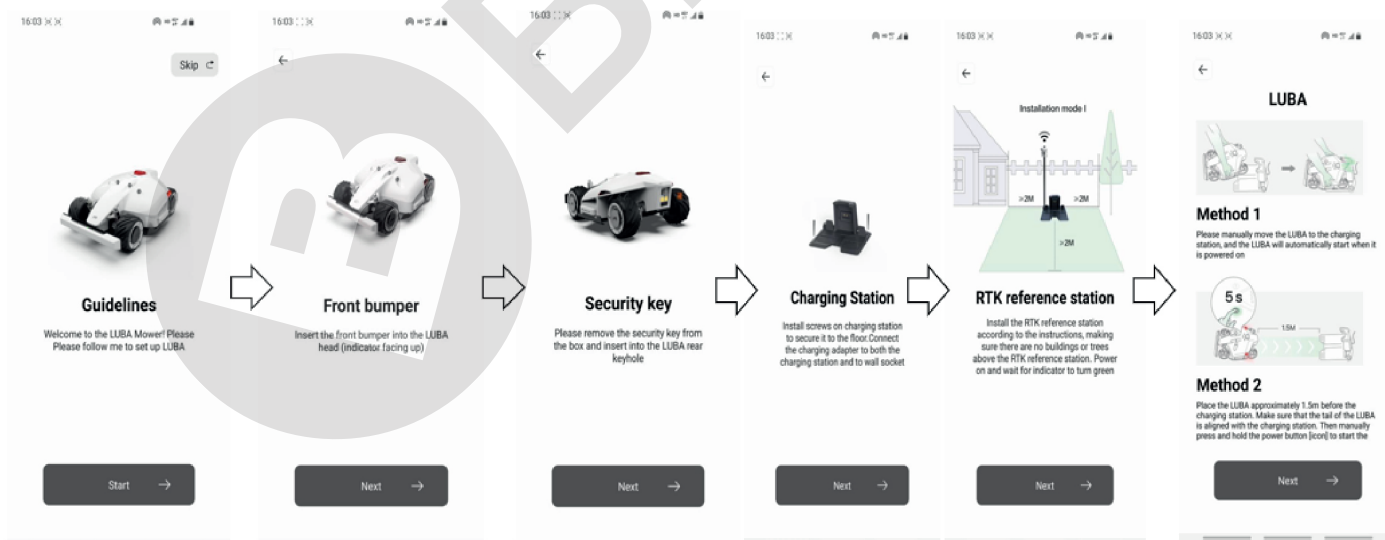 16:03
Skip
Guidelines
Welcome to the LUBA Mower! Please
Please follow me to set up LUBA
Start
16:03
Front bumper
Insert the front bumper into the LUBA
head (indicator facing up)
Next
16:03
Security key
Please remove the security key from
the box and insert into the LUBA rear
keyhole
Next
16:03
Charging Station
Install screws on charging station
to secure it to the floor.Connect
the charging adapter to both the
charging station and to wall socket
Next
16:03
Installation mode I
>2M
>2M
>2M
RTK reference station
Install the RTK reference station
according to the instructions, making
sure there are no buildings or trees
above the RTK reference station. Power
on and wait for indicator to turn green
Next
16:03
LUBA
Method 1
Please manually move the LUBA to the charging
station, and the LUBA will automatically start when it
is powered on
5 s
1.5M
Method 2
Place the LUBA approximately 1.5m before the
charging station. Make sure that the tail of the LUBA
is aligned with the charging station. Then manually
press and hold the power button [icon] to start the
Next